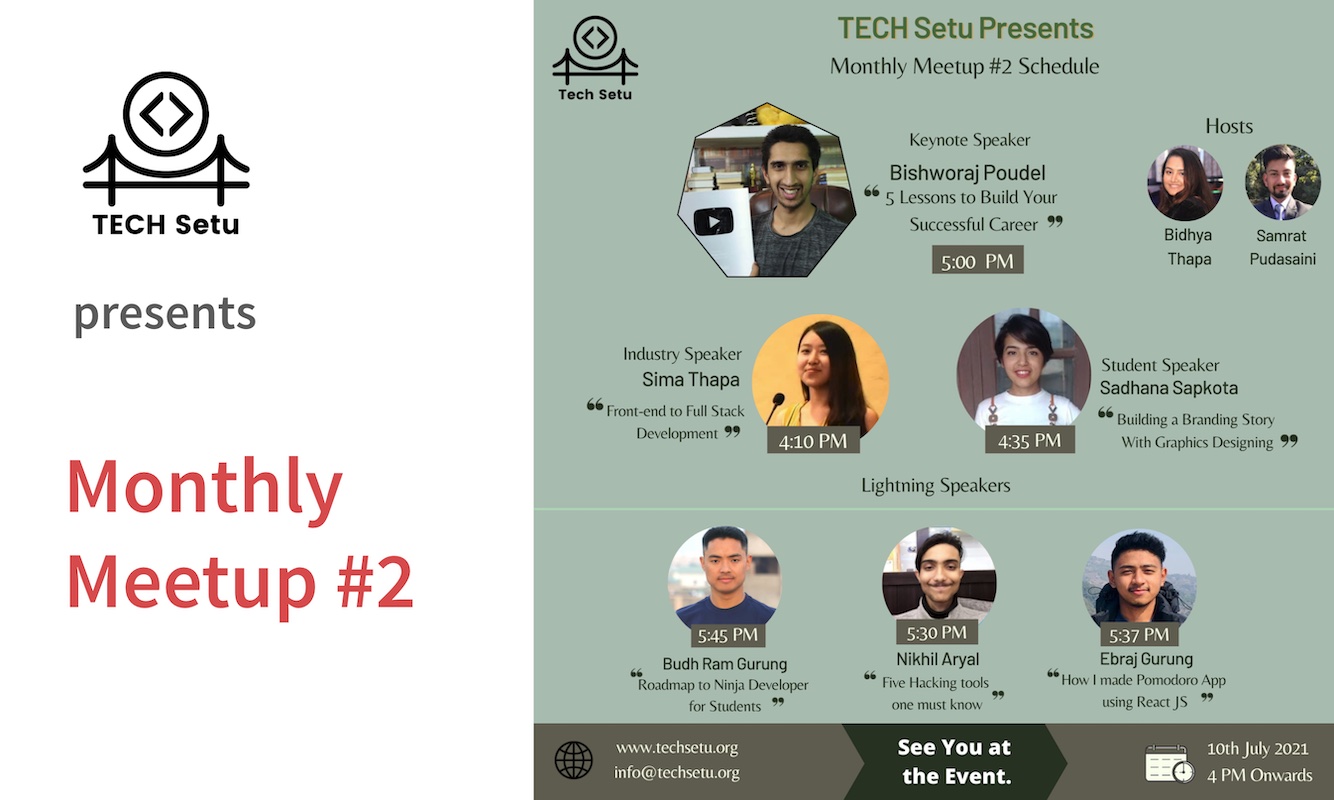 TECH Setu
presents
Monthly
Meetup #2
Tech Setu
TECH Setu Presents
Monthly Meetup #2 Schedule
Keynote Speaker
Bishworaj Poudel
❝ 5 Lessons to Build Your
Successful Career ❞
5:00 PM
Hosts
Bidhya
Thapa
Samrat
Pudasaini
Industry Speaker
Sima Thapa
❝ Front-end to Full Stack
Development ❞
4:10 PM
4:35 PM
Student Speaker
Sadhana Sapkota
❝ Building a Branding Story
With Graphics Designing ❞
Lightning Speakers
5:45 PM
Budh Ram Gurung
❝ Roadmap to Ninja Developer
for Students ❞
5:30 PM
Nikhil Aryal
❝ Five Hacking tools
one must know ❞
5:37 PM
Ebraj Gurung
❝ How I made Pomodoro App
using React JS ❞
www.techsetu.org
info@techsetu.org
See You at
the Event.
10th July 2021
4 PM Onwards